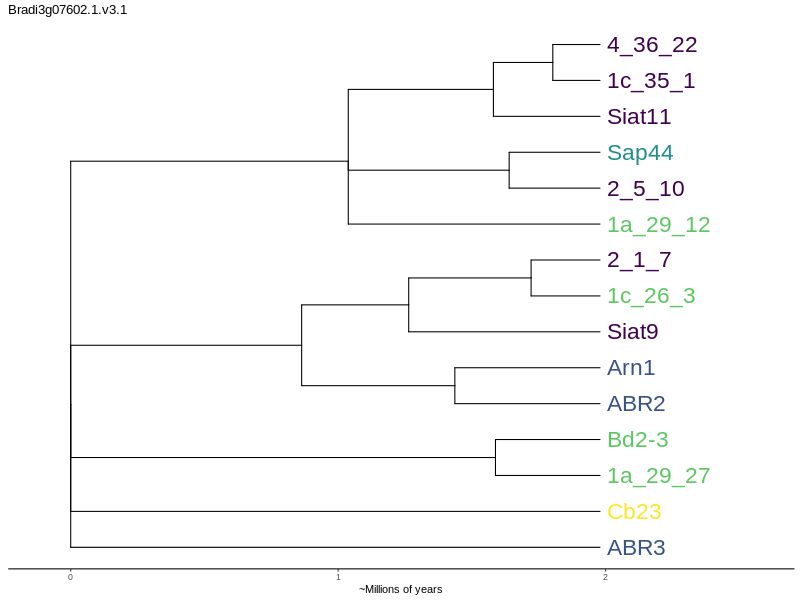 Bradi3g07602.1.v3.1
4_36_22
1c_35_1
Siat11
Sap44
2_5_10
1a_29_12
2_1_7
1c_26_3
Siat9
Arn1
ABR2
Bd2-3
1a_29_27
Cb23
ABR3
0 1 2
~Millions of years